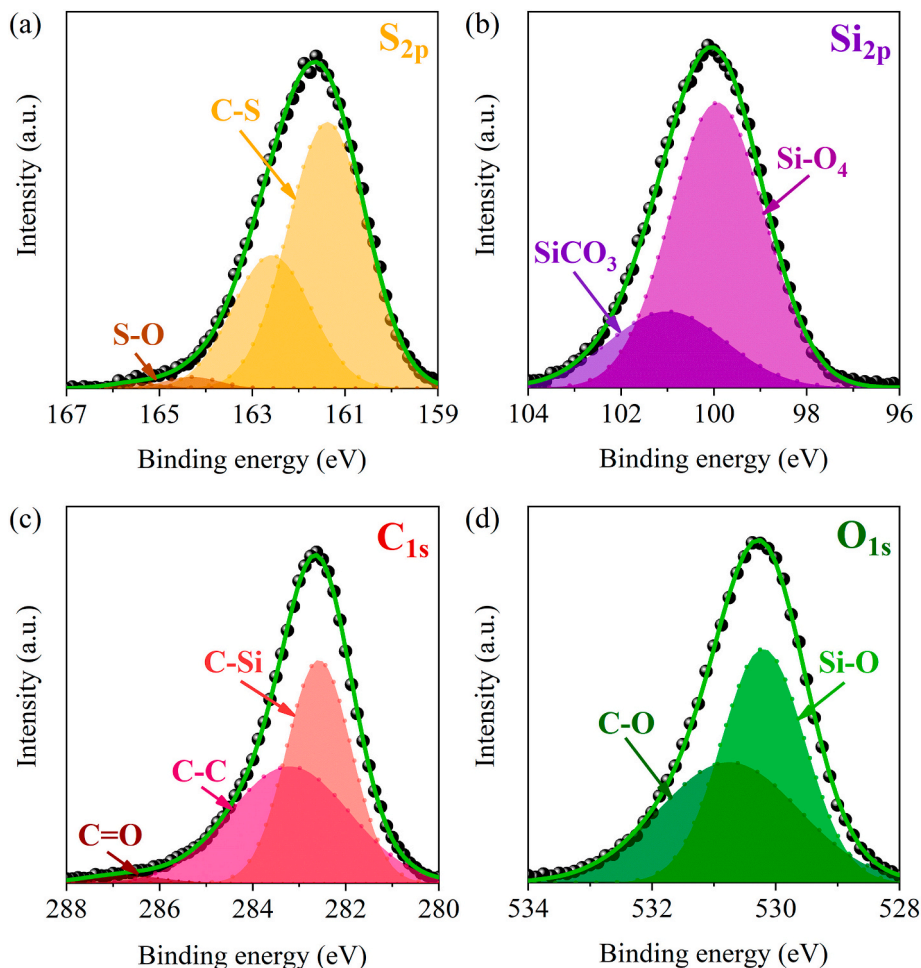 (a)
S2p
C-S
S-O
Intensity (a.u.)
167 165 163 161 159
Binding energy (eV)
(b)
Si2p
Si-O4
SiCO3
Intensity (a.u.)
104 102 100 98 96
Binding energy (eV)
(c)
C1s
C-Si
C-C
C=O
Intensity (a.u.)
288 286 284 282 280
Binding energy (eV)
(d)
O1s
Si-O
C-O
Intensity (a.u.)
534 532 530 528
Binding energy (eV)